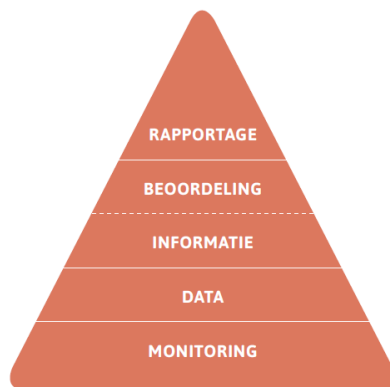 RAPPORTAGE
BEOORDELING
INFORMATIE
DATA
MONITORING